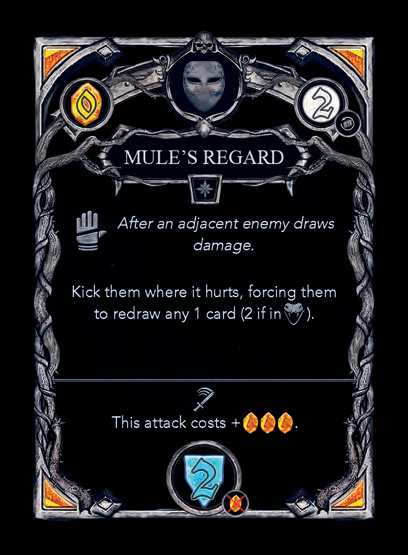 0
2
MULE'S REGARD
After an adjacent enemy draws
damage.
Kick them where it hurts, forcing them
to redraw any 1 card (2 if in ).
This attack costs + .
2